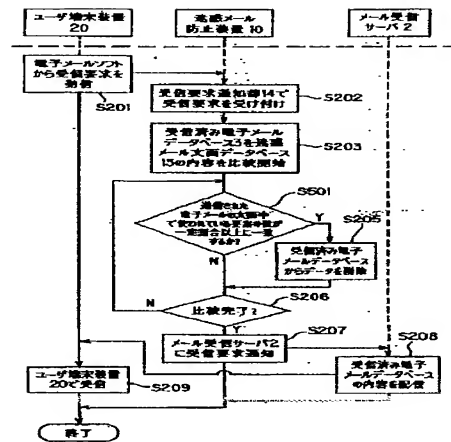 ユーザ端末装置
20
迷惑メール
防止装置10
メール受信
サーバ2
電子メールソフト
から受信要求を
発信
S201
受信要求通知部14で
受信要求を受け付け
S202
受信済み電子メール
データベース3を迷惑
メール文面データベース
15の内容を比較開始
S203
S501
送信された
電子メールの文面中
で使われている要素の値が
一定割合以上に一致
するか?
Y
N
S205
受信済み電子
メールデータベース
からデータを削除
S206
比較完了?
N
Y
S207
メール受信サーバ2
に受信要求通知
S208
受信済み電子
メールデータベース
の内容を配信
ユーザ端末装置
20で受信
S209
終了